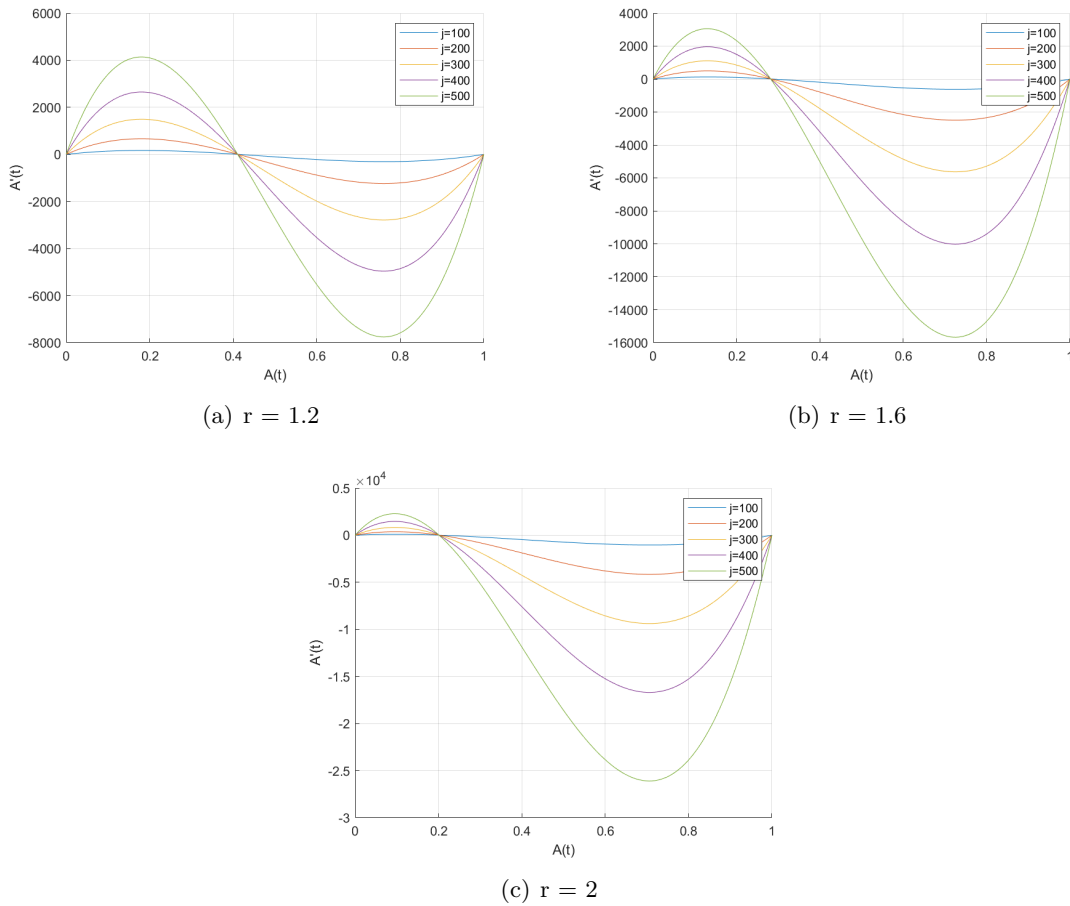 6000
4000
2000
0
-2000
-4000
-6000
-8000
A'(t)
0
0.2
0.4
0.6
0.8
1
A(t)
j=100
j=200
j=300
j=400
j=500
(a) r = 1.2
4000
2000
0
-2000
-4000
-6000
-8000
-10000
-12000
-14000
-16000
A'(t)
0
0.2
0.4
0.6
0.8
1
A(t)
j=100
j=200
j=300
j=400
j=500
(b) r = 1.6
×10⁴
0.5
0
-0.5
-1
-1.5
-2
-2.5
-3
A'(t)
0
0.2
0.4
0.6
0.8
1
A(t)
j=100
j=200
j=300
j=400
j=500
(c) r = 2